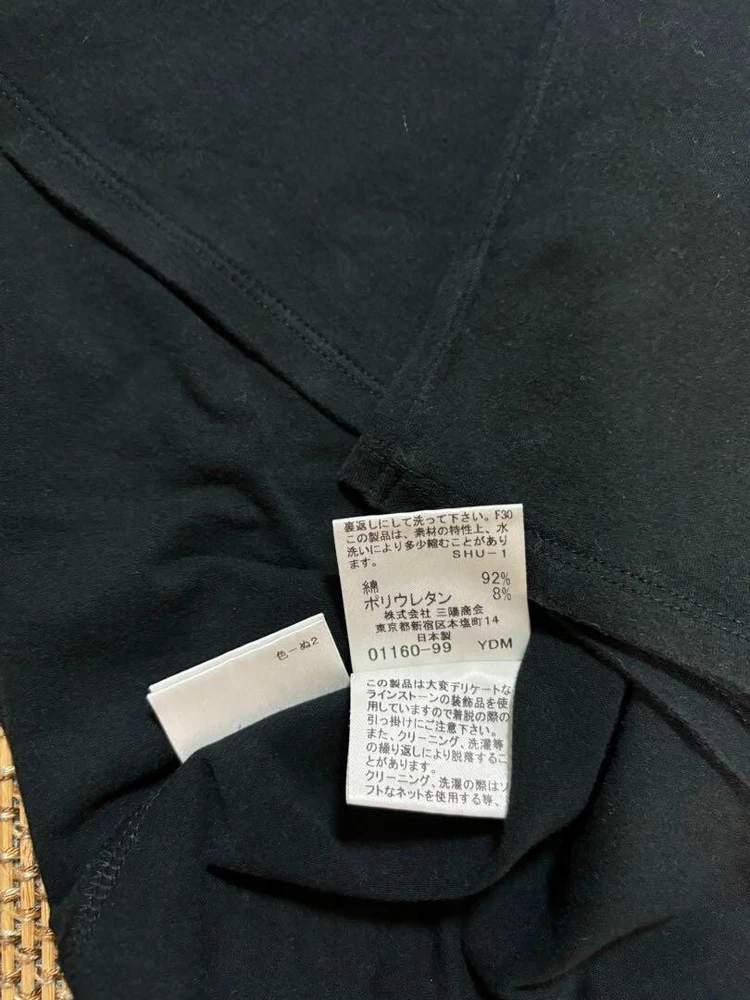 裏返しにして洗って下さい。F30
この製品は、素材の特性上、水
洗いにより多少縮むことがあり
ます。 SHU-1
綿 92%
ポリウレタン 8%
株式会社 三陽商会
東京都新宿区本塩町14
日本製
01160-99 YDM
色-ぬ2
この製品は大変デリケートな
ラインストーンの装飾品を使
用していますので着脱の際の
引っ掛けにご注意下さい。
また、クリーニング、洗濯等
の繰り返しにより脱落するこ
とがあります。
クリーニング、洗濯の際はソ
フトなネットを使用する等、